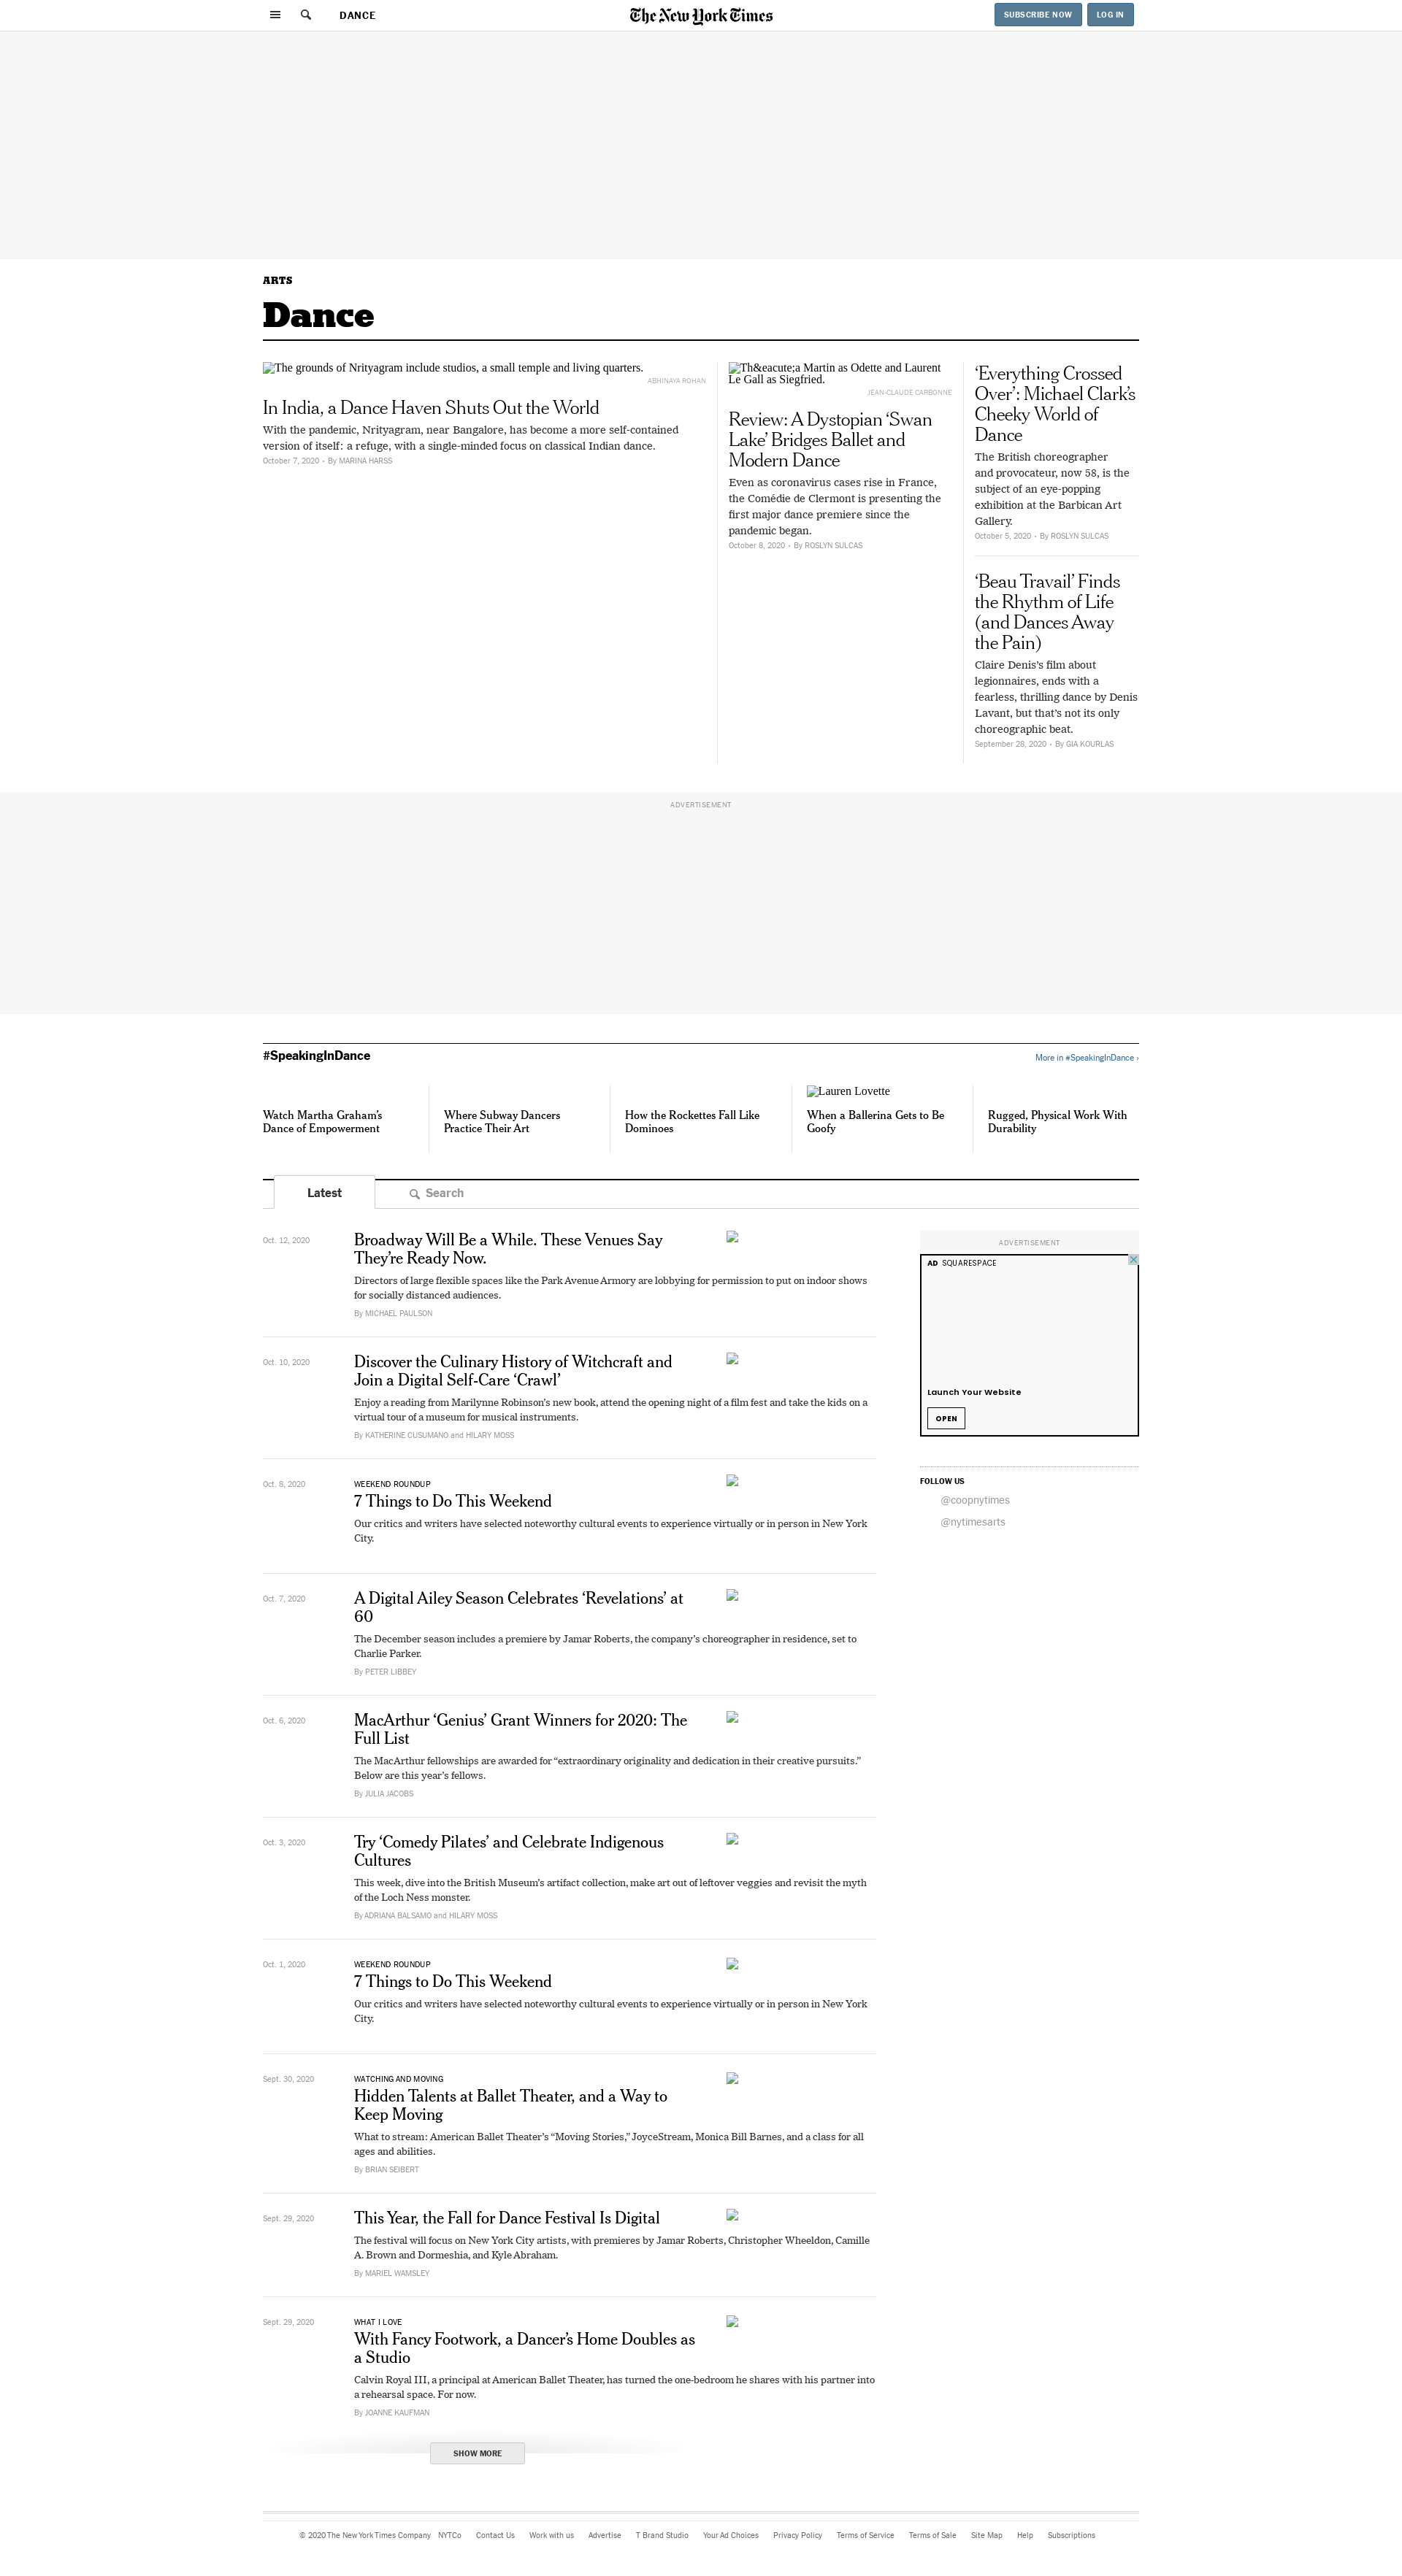 DANCE
The New York Times
SUBSCRIBE NOW
LOG IN
ARTS
Dance
The grounds of Nrityagram include studios, a small temple and living quarters.
ABHINAYA ROHAN
In India, a Dance Haven Shuts Out the World
With the pandemic, Nrityagram, near Bangalore, has become a more self-contained
version of itself: a refuge, with a single-minded focus on classical Indian dance.
October 7, 2020 • By MARINA HARSS
Th&eacute;a Martin as Odette and Laurent
Le Gall as Siegfried.
JEAN-CLAUDE CARBONNE
Review: A Dystopian ‘Swan
Lake’ Bridges Ballet and
Modern Dance
Even as coronavirus cases rise in France,
the Comédie de Clermont is presenting the
first major dance premiere since the
pandemic began.
October 8, 2020 • By ROSLYN SULCAS
‘Everything Crossed
Over’: Michael Clark’s
Cheeky World of
Dance
The British choreographer
and provocateur, now 58, is the
subject of an eye-popping
exhibition at the Barbican Art
Gallery.
October 5, 2020 • By ROSLYN SULCAS
‘Beau Travail’ Finds
the Rhythm of Life
(and Dances Away
the Pain)
Claire Denis’s film about
legionnaires, ends with a
fearless, thrilling dance by Denis
Lavant, but that’s not its only
choreographic beat.
September 28, 2020 • By GIA KOURLAS
ADVERTISEMENT
#SpeakingInDance
More in #SpeakingInDance ›
Watch Martha Graham’s
Dance of Empowerment
Where Subway Dancers
Practice Their Art
How the Rockettes Fall Like
Dominoes
Lauren Lovette
When a Ballerina Gets to Be
Goofy
Rugged, Physical Work With
Durability
Latest
Search
Oct. 12, 2020
Broadway Will Be a While. These Venues Say
They’re Ready Now.
Directors of large flexible spaces like the Park Avenue Armory are lobbying for permission to put on indoor shows
for socially distanced audiences.
By MICHAEL PAULSON
Oct. 10, 2020
Discover the Culinary History of Witchcraft and
Join a Digital Self-Care ‘Crawl’
Enjoy a reading from Marilynne Robinson’s new book, attend the opening night of a film fest and take the kids on a
virtual tour of a museum for musical instruments.
By KATHERINE CUSUMANO and HILARY MOSS
Oct. 8, 2020
WEEKEND ROUNDUP
7 Things to Do This Weekend
Our critics and writers have selected noteworthy cultural events to experience virtually or in person in New York
City.
Oct. 7, 2020
A Digital Ailey Season Celebrates ‘Revelations’ at
60
The December season includes a premiere by Jamar Roberts, the company’s choreographer in residence, set to
Charlie Parker.
By PETER LIBBEY
Oct. 6, 2020
MacArthur ‘Genius’ Grant Winners for 2020: The
Full List
The MacArthur fellowships are awarded for “extraordinary originality and dedication in their creative pursuits.”
Below are this year’s fellows.
By JULIA JACOBS
Oct. 3, 2020
Try ‘Comedy Pilates’ and Celebrate Indigenous
Cultures
This week, dive into the British Museum’s artifact collection, make art out of leftover veggies and revisit the myth
of the Loch Ness monster.
By ADRIANA BALSAMO and HILARY MOSS
Oct. 1, 2020
WEEKEND ROUNDUP
7 Things to Do This Weekend
Our critics and writers have selected noteworthy cultural events to experience virtually or in person in New York
City.
Sept. 30, 2020
WATCHING AND MOVING
Hidden Talents at Ballet Theater, and a Way to
Keep Moving
What to stream: American Ballet Theater’s “Moving Stories,” JoyceStream, Monica Bill Barnes, and a class for all
ages and abilities.
By BRIAN SEIBERT
Sept. 29, 2020
This Year, the Fall for Dance Festival Is Digital
The festival will focus on New York City artists, with premieres by Jamar Roberts, Christopher Wheeldon, Camille
A. Brown and Dormeshia, and Kyle Abraham.
By MARIEL WAMSLEY
Sept. 29, 2020
WHAT I LOVE
With Fancy Footwork, a Dancer’s Home Doubles as
a Studio
Calvin Royal III, a principal at American Ballet Theater, has turned the one-bedroom he shares with his partner into
a rehearsal space. For now.
By JOANNE KAUFMAN
SHOW MORE
ADVERTISEMENT
AD SQUARESPACE
Launch Your Website
OPEN
FOLLOW US
@coopnytimes
@nytimesarts
© 2020 The New York Times Company NYTCo Contact Us Work with us Advertise T Brand Studio Your Ad Choices Privacy Policy Terms of Service Terms of Sale Site Map Help Subscriptions